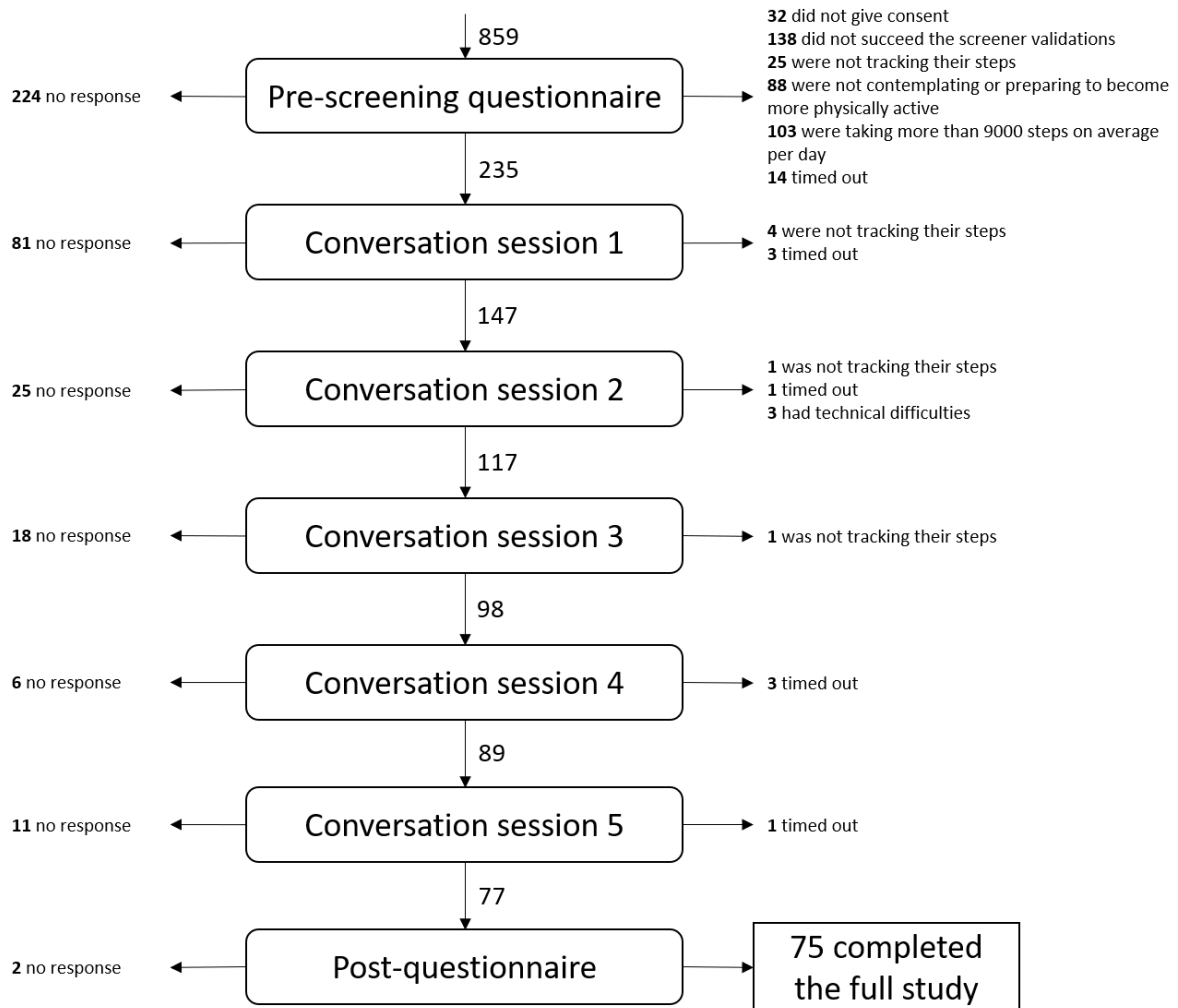 859
32 did not give consent
138 did not succeed the screener validations
25 were not tracking their steps
88 were not contemplating or preparing to become
more physically active
103 were taking more than 9000 steps on average
per day
14 timed out
224 no response
Pre-screening questionnaire
235
81 no response
Conversation session 1
4 were not tracking their steps
3 timed out
147
25 no response
Conversation session 2
1 was not tracking their steps
1 timed out
3 had technical difficulties
117
18 no response
Conversation session 3
1 was not tracking their steps
98
6 no response
Conversation session 4
3 timed out
89
11 no response
Conversation session 5
1 timed out
77
2 no response
Post-questionnaire
75 completed
the full study